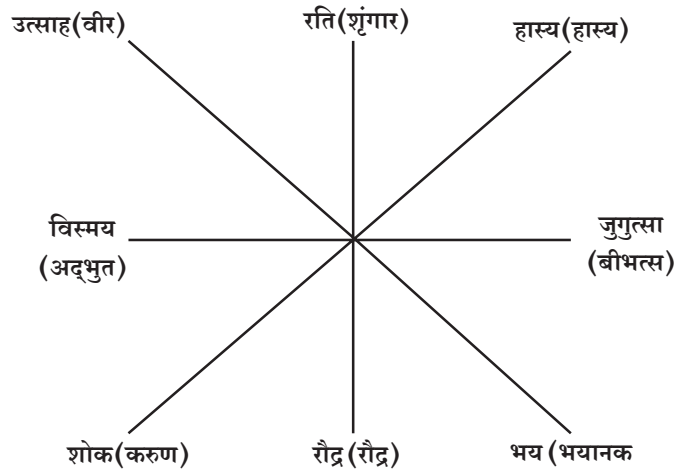 उत्साह(वीर)
रति(शृंगार)
हास्य(हास्य)
विस्मय
(अद्‌भुत)
जुगुत्सा
(बीभत्स)
शोक(करुण)
रौद्र(रौद्र)
भय (भयानक